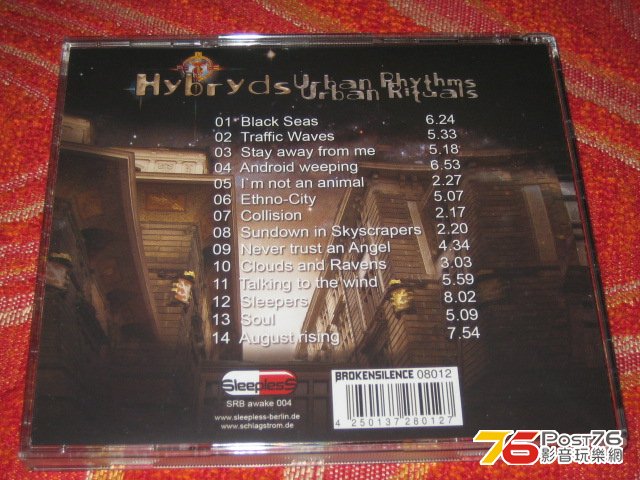 Hybryds Urban Rhythms
Urban Rituals
01 Black Seas 6.24
02 Traffic Waves 5.33
03 Stay away from me 5.18
04 Android weeping 6.53
05 I`m not an animal 2.27
06 Ethno-City 5.07
07 Collision 2.17
08 Sundown in Skyscrapers 2.20
09 Never trust an Angel 4.34
10 Clouds and Ravens 3.03
11 Talking to the wind 5.59
12 Sleepers 8.02
13 Soul 5.09
14 August rising 7.54
SleeplesS
SRB awake 004
www.sleepless-berlin.de
www.schlagstrom.de
BROKENSILENCE 08012
4 250137 280127
76 Post76
影音玩樂網